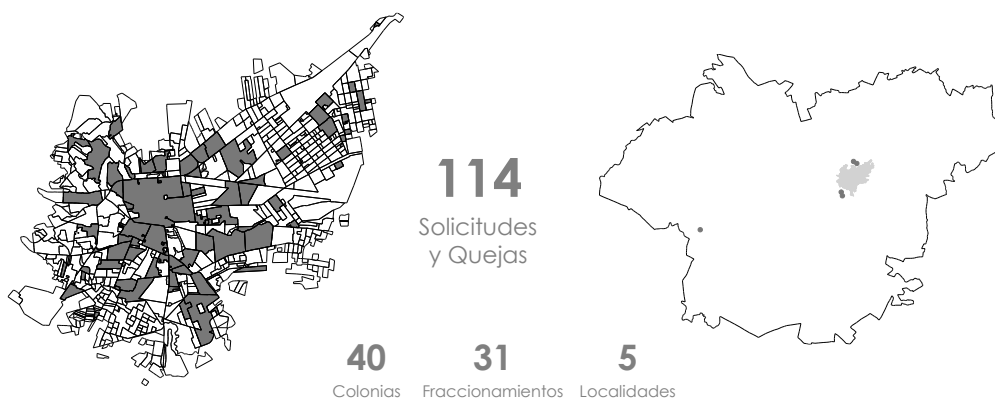 114
Solicitudes
y Quejas
40 31 5
Colonias Fraccionamientos Localidades